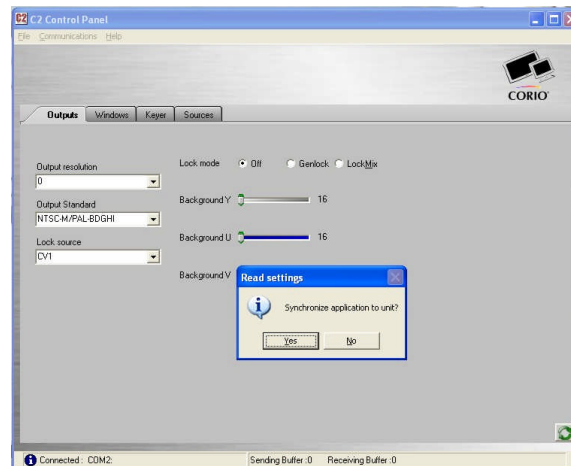 C2 C2 Control Panel
File Communications Help
CORIO
Outputs Windows Keyer Sources
Output resolution
0
Output Standard
NTSC-M/PAL-BDGHI
Lock source
CV1
Lock mode Off Genlock LockMix
Background Y 16
Background U 16
Background V
Read settings
Synchronize application to unit?
Yes No
Connected : COM2: Sending Buffer :0 Receiving Buffer :0